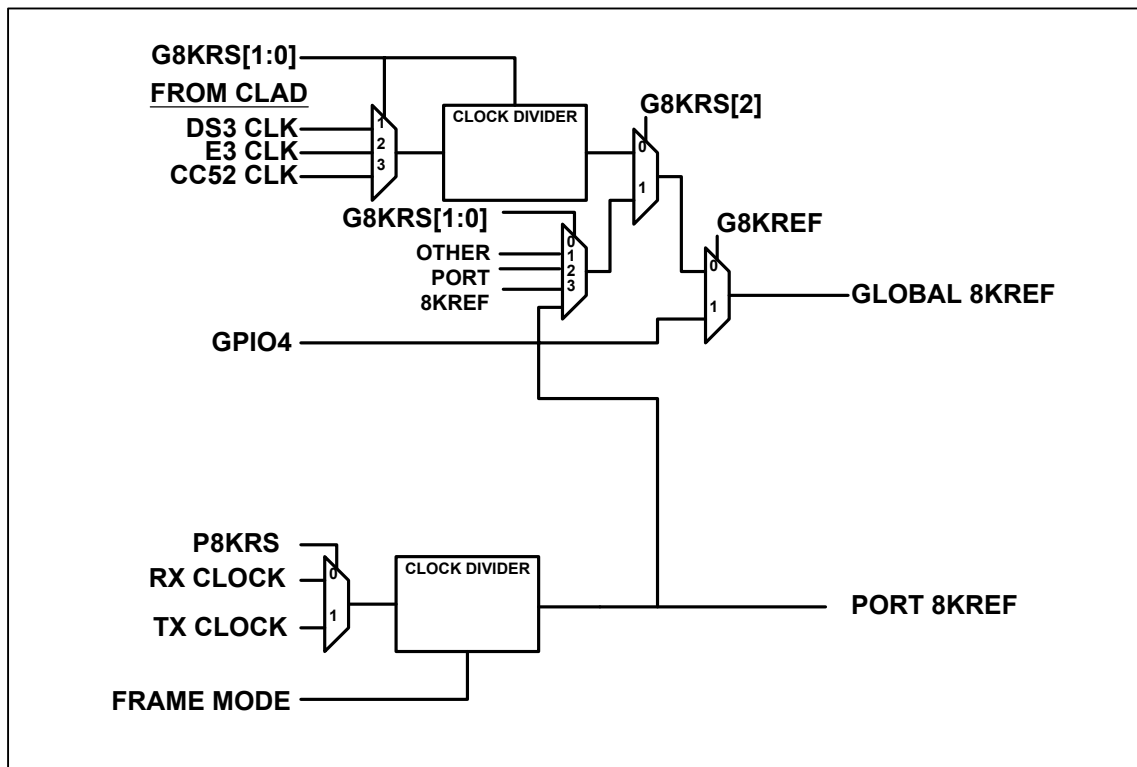 G8KRS[1:0]
FROM CLAD
DS3 CLK
E3 CLK
CC52 CLK
1
2
3
CLOCK DIVIDER
G8KRS[2]
0
1
G8KRS[1:0]
OTHER
PORT
8KREF
0
1
2
3
G8KREF
0
1
GLOBAL 8KREF
GPIO4
P8KRS
RX CLOCK
TX CLOCK
0
1
CLOCK DIVIDER
PORT 8KREF
FRAME MODE